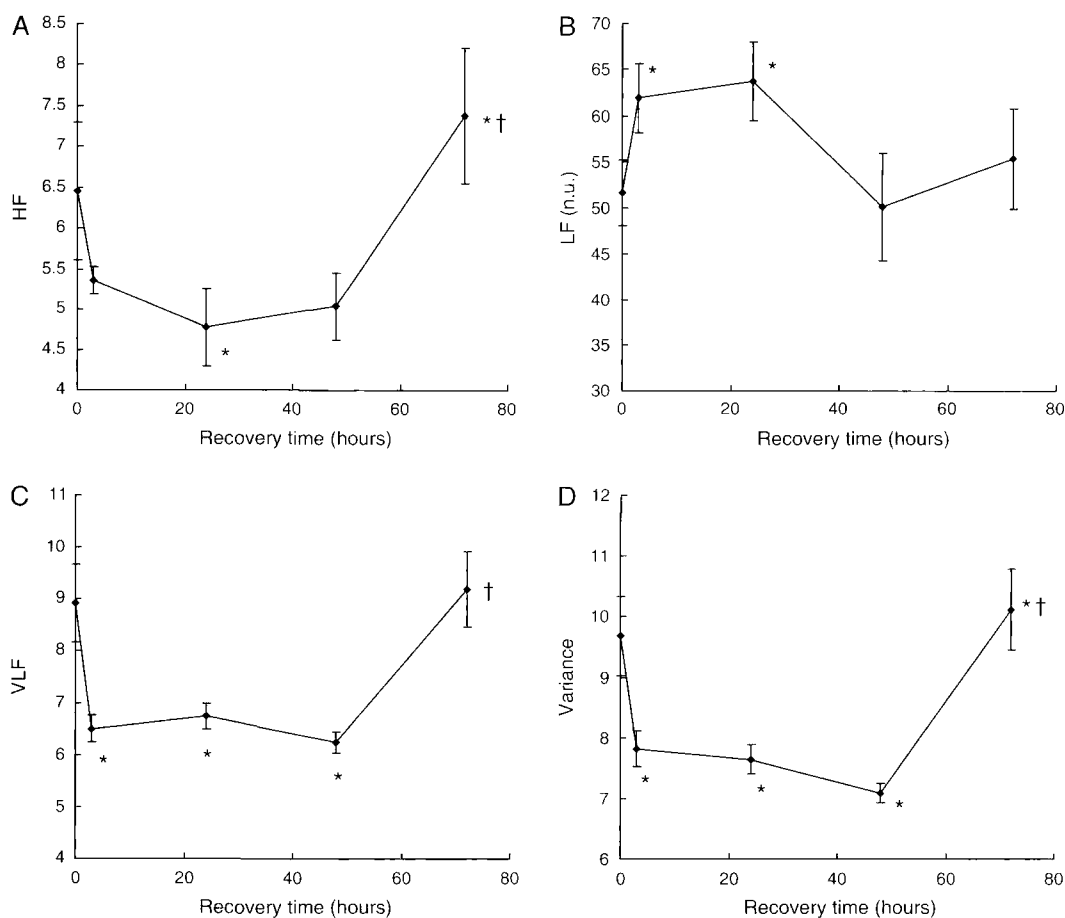 A
8.5
8
7.5
7
6.5
6
5.5
5
4.5
4
HF
* †
*
0 20 40 60 80
Recovery time (hours)
B
70
65
60
55
50
45
40
35
30
LF (n.u.)
* *
0 20 40 60 80
Recovery time (hours)
C
11
10
9
8
7
6
5
4
VLF
†
* * *
0 20 40 60 80
Recovery time (hours)
D
12
11
10
9
8
7
6
Variance
* †
* * *
0 20 40 60 80
Recovery time (hours)